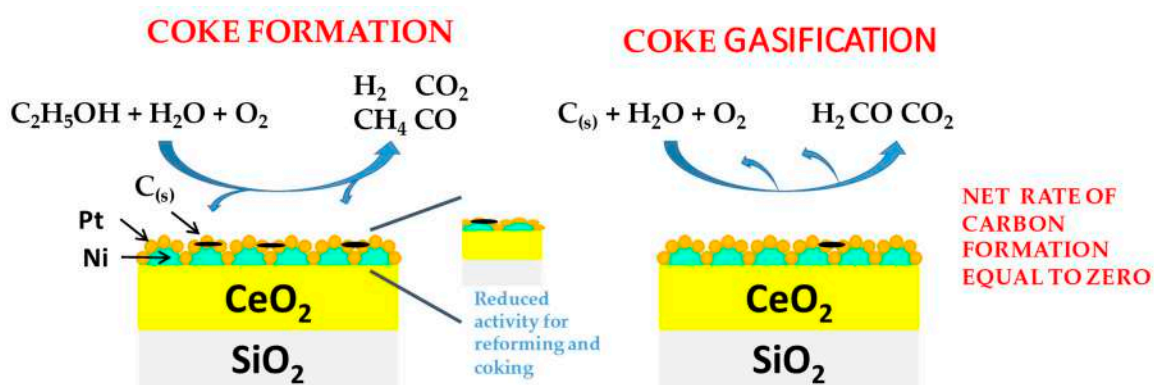 COKE FORMATION
C₂H₅OH + H₂O + O₂
H₂ CO₂
CH₄ CO
C₍ₛ₎
Pt
Ni
CeO₂
SiO₂
Reduced
activity for
reforming and
coking
COKE GASIFICATION
C₍ₛ₎ + H₂O + O₂
H₂ CO CO₂
CeO₂
SiO₂
NET RATE OF
CARBON
FORMATION
EQUAL TO ZERO